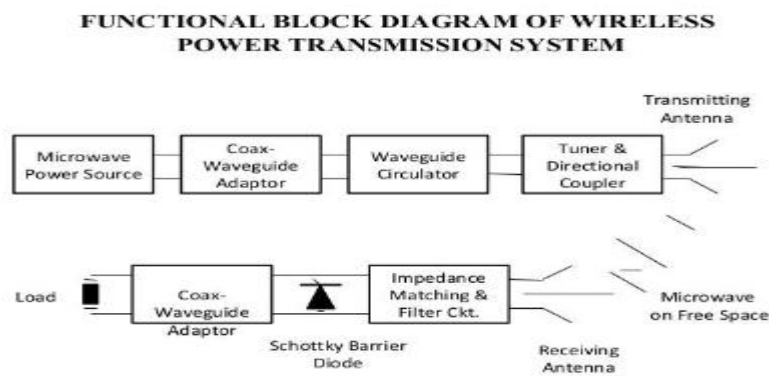 FUNCTIONAL BLOCK DIAGRAM OF WIRELESS
POWER TRANSMISSION SYSTEM
Transmitting
Antenna
Microwave
Power Source
Coax-
Waveguide
Adaptor
Waveguide
Circulator
Tuner &
Directional
Coupler
Load
Coax-
Waveguide
Adaptor
Schottky Barrier
Diode
Impedance
Matching &
Filter Ckt.
Receiving
Antenna
Microwave
on Free Space